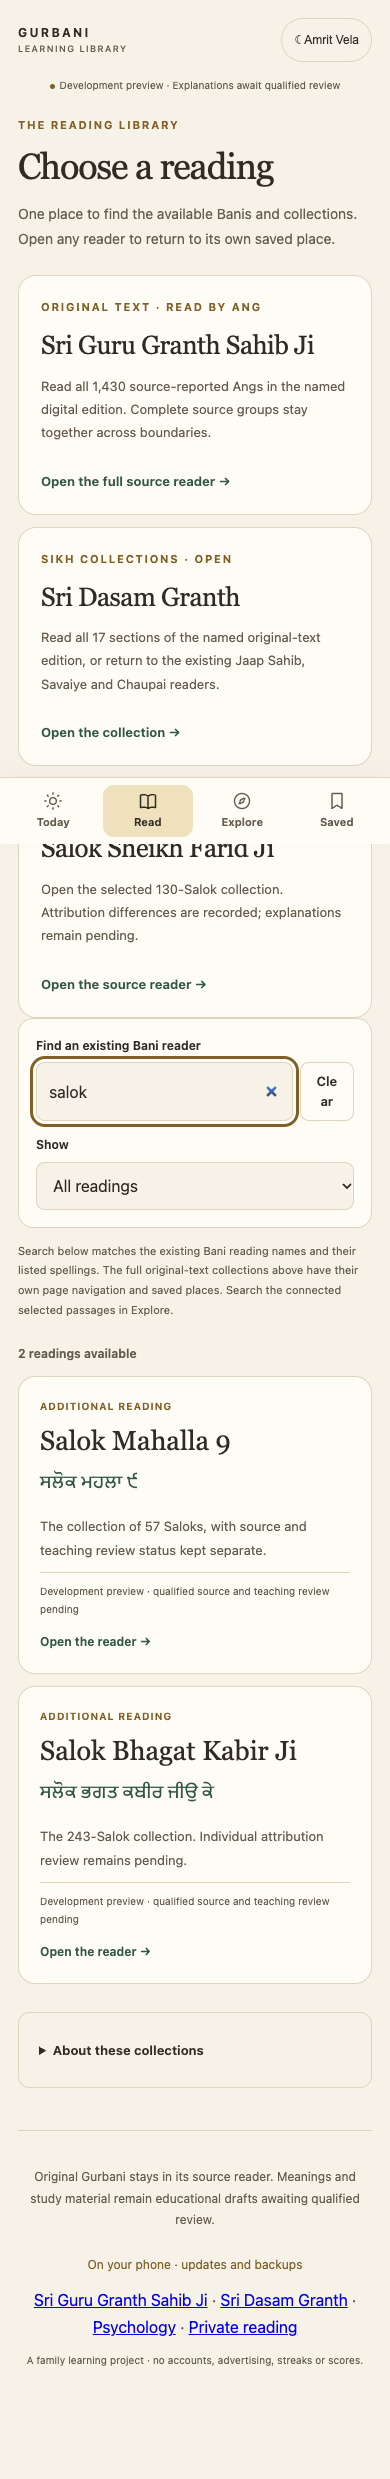 GURBANI
LEARNING LIBRARY
☾Amrit Vela
Development preview · Explanations await qualified review
THE READING LIBRARY
Choose a reading
One place to find the available Banis and collections.
Open any reader to return to its own saved place.
ORIGINAL TEXT · READ BY ANG
Sri Guru Granth Sahib Ji
Read all 1,430 source-reported Angs in the named
digital edition. Complete source groups stay
together across boundaries.
Open the full source reader →
SIKH COLLECTIONS · OPEN
Sri Dasam Granth
Read all 17 sections of the named original-text
edition, or return to the existing Jaap Sahib,
Savaiye and Chaupai readers.
Open the collection →
Today
Read
Explore
Saved
Salok Sheikh Farid Ji
Open the selected 130-Salok collection.
Attribution differences are recorded; explanations
remain pending.
Open the source reader →
Find an existing Bani reader
salok
Cle
ar
Show
All readings
Search below matches the existing Bani reading names and their
listed spellings. The full original-text collections above have their
own page navigation and saved places. Search the connected
selected passages in Explore.
2 readings available
ADDITIONAL READING
Salok Mahalla 9
ਸਲੋਕ ਮਹਲਾ ੯
The collection of 57 Saloks, with source and
teaching review status kept separate.
Development preview · qualified source and teaching review
pending
Open the reader →
ADDITIONAL READING
Salok Bhagat Kabir Ji
ਸਲੋਕ ਭਗਤ ਕਬੀਰ ਜੀਉ ਕੇ
The 243-Salok collection. Individual attribution
review remains pending.
Development preview · qualified source and teaching review
pending
Open the reader →
About these collections
Original Gurbani stays in its source reader. Meanings and
study material remain educational drafts awaiting qualified
review.
On your phone · updates and backups
Sri Guru Granth Sahib Ji · Sri Dasam Granth ·
Psychology · Private reading
A family learning project · no accounts, advertising, streaks or scores.